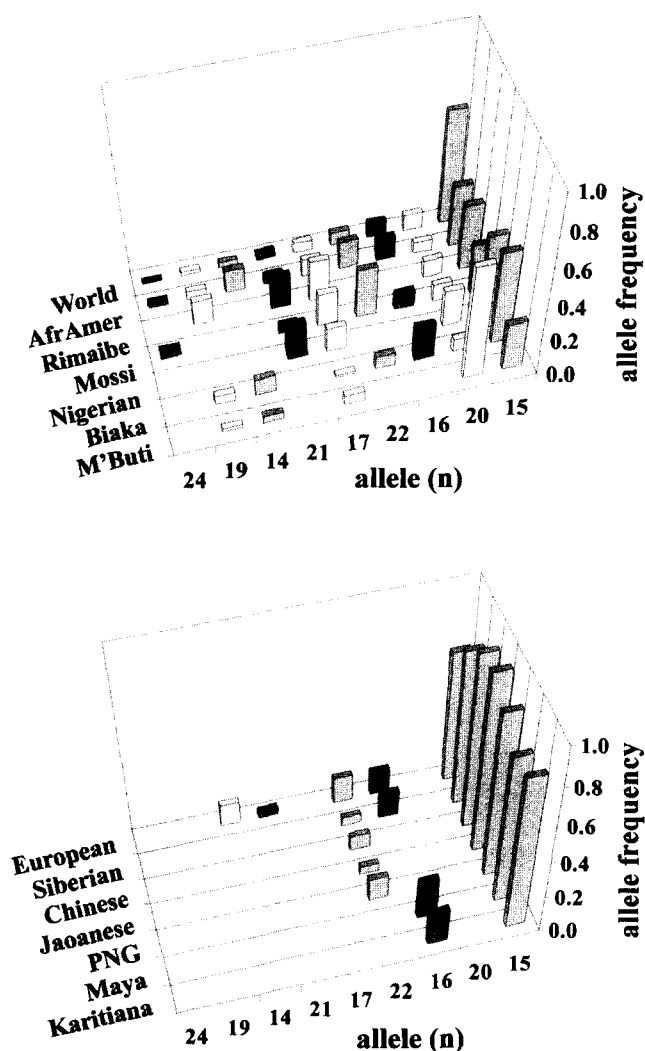 1.0
0.8
0.6
0.4
0.2
0.0
allele frequency
World
AfrAmer
Rimaibe
Mossi
Nigerian
Biaka
M'Buti
24 19 14 21 17 22 16 20 15
allele (n)
1.0
0.8
0.6
0.4
0.2
0.0
allele frequency
European
Siberian
Chinese
Jaoanese
PNG
Maya
Karitiana
24 19 14 21 17 22 16 20 15
allele (n)